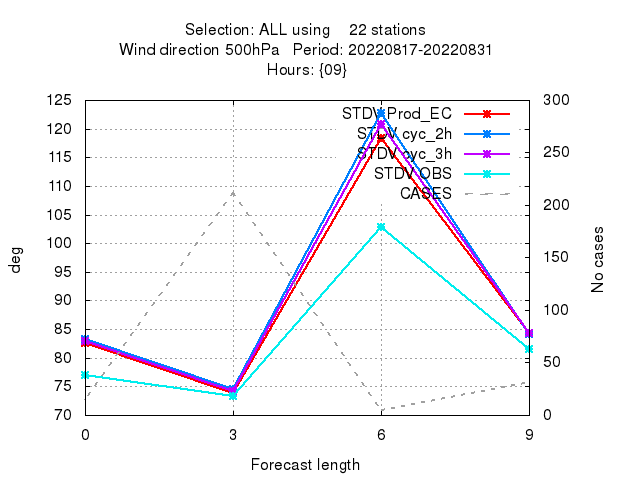 Selection: ALL using 22 stations
Wind direction 500hPa Period: 20220817-20220831
Hours: {09}
125
120
115
110
105
100
95
90
85
80
75
70
300
250
200
150
100
50
0
STDV Prod_EC
STDV cyc_2h
STDV cyc_3h
STDV OBS
CASES
deg
No cases
0 3 6 9
Forecast length